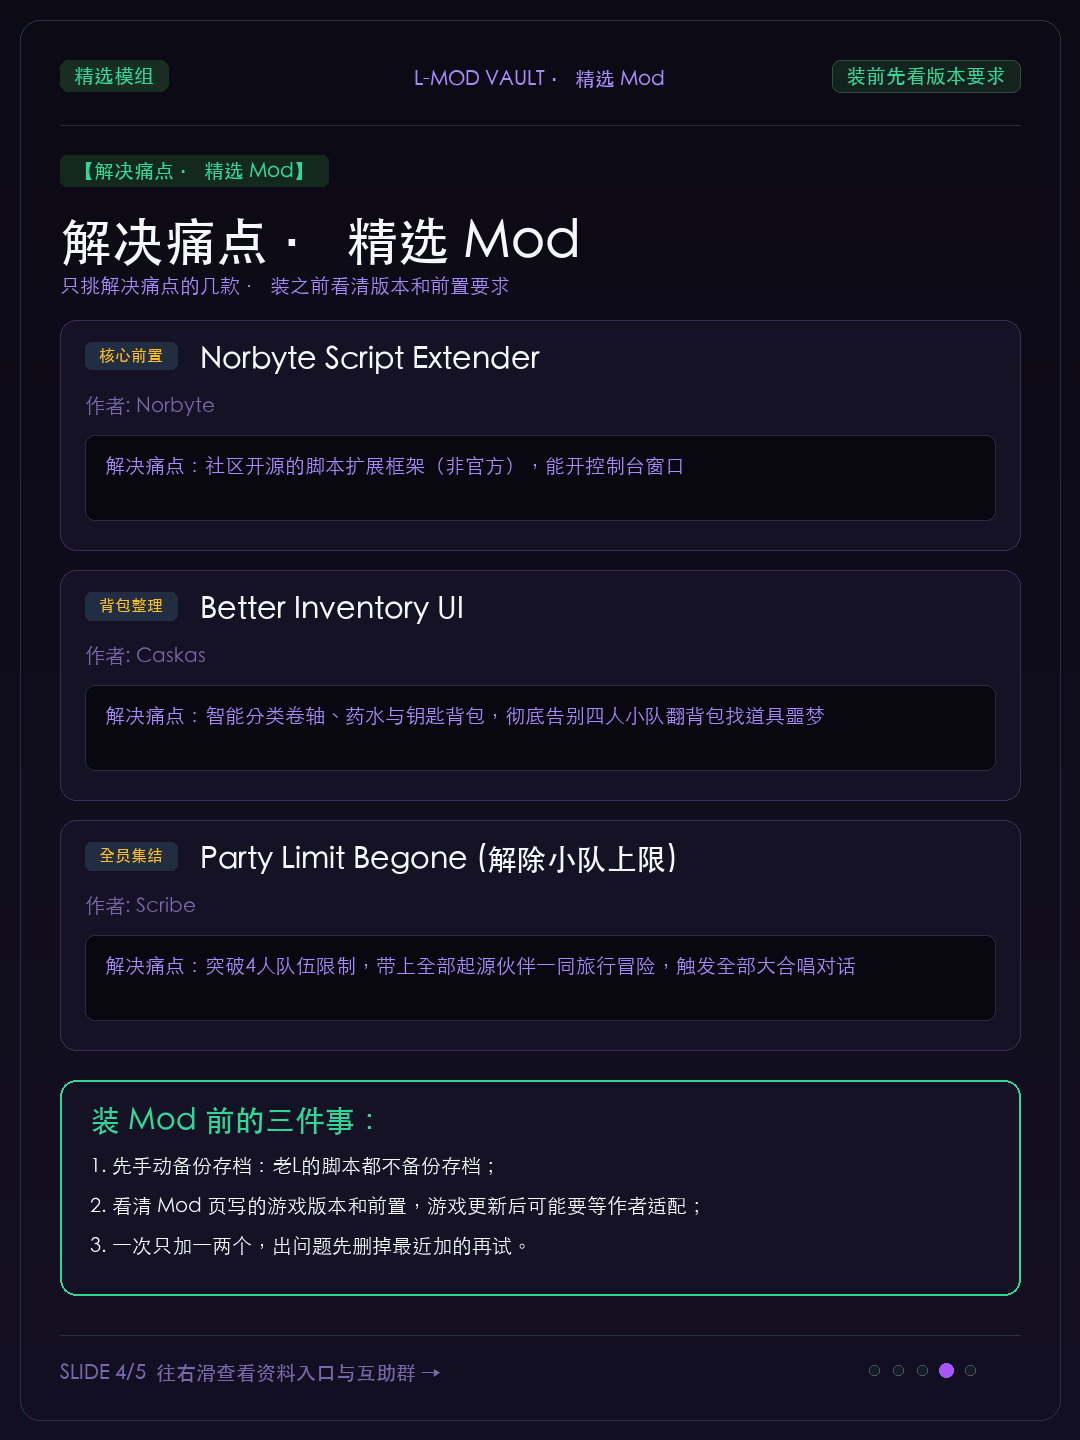 精选模组
L-MOD VAULT · 精选 Mod
装前先看版本要求
【解决痛点 · 精选 Mod】
解决痛点 · 精选 Mod
只挑解决痛点的几款 · 装之前看清版本和前置要求
核心前置
Norbyte Script Extender
作者: Norbyte
解决痛点：社区开源的脚本扩展框架（非官方），能开控制台窗口
背包整理
Better Inventory UI
作者: Caskas
解决痛点：智能分类卷轴、药水与钥匙背包，彻底告别四人小队翻背包找道具噩梦
全员集结
Party Limit Begone (解除小队上限)
作者: Scribe
解决痛点：突破4人队伍限制，带上全部起源伙伴一同旅行冒险，触发全部大合唱对话
装 Mod 前的三件事：
1. 先手动备份存档：老L的脚本都不备份存档；
2. 看清 Mod 页写的游戏版本和前置，游戏更新后可能要等作者适配；
3. 一次只加一两个，出问题先删掉最近加的再试。
SLIDE 4/5 往右滑查看资料入口与互助群 →